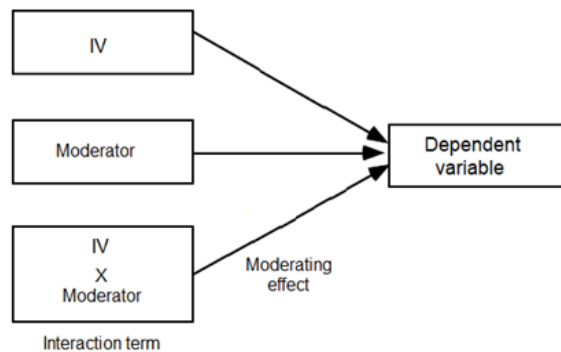 IV
Moderator
Dependent
variable
IV
X
Moderator
Moderating
effect
Interaction term